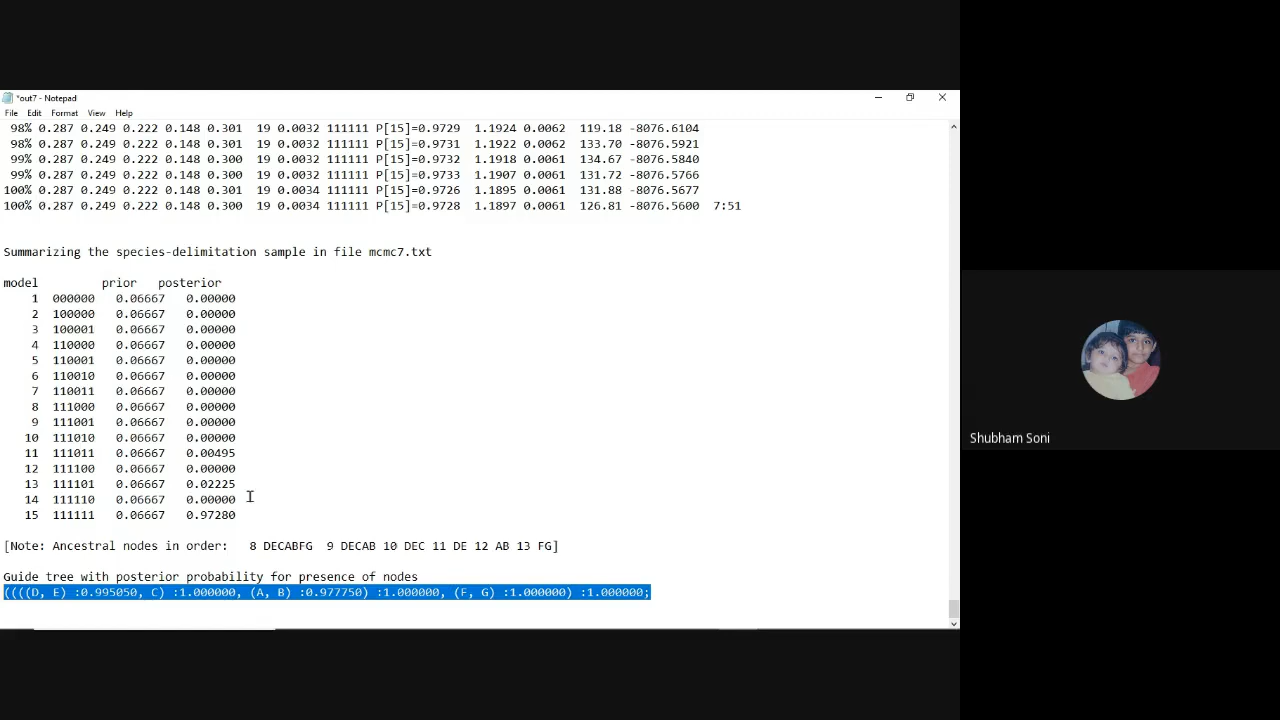 *out7 - Notepad
File Edit Format View Help
98% 0.287 0.249 0.222 0.148 0.301 19 0.0032 111111 P[15]=0.9729 1.1924 0.0062 119.18 -8076.6104
98% 0.287 0.249 0.222 0.148 0.301 19 0.0032 111111 P[15]=0.9731 1.1922 0.0062 133.70 -8076.5921
99% 0.287 0.249 0.222 0.148 0.301 19 0.0032 111111 P[15]=0.9732 1.1918 0.0061 134.67 -8076.5840
99% 0.287 0.249 0.222 0.148 0.300 19 0.0032 111111 P[15]=0.9733 1.1907 0.0061 131.72 -8076.5766
100% 0.287 0.249 0.222 0.148 0.301 19 0.0034 111111 P[15]=0.9726 1.1895 0.0061 131.88 -8076.5677
100% 0.287 0.249 0.222 0.148 0.300 19 0.0034 111111 P[15]=0.9728 1.1897 0.0061 126.81 -8076.5600 7:51
Summarizing the species-delimitation sample in file mcmc7.txt
model prior posterior
1 000000 0.06667 0.00000
2 100000 0.06667 0.00000
3 100001 0.06667 0.00000
4 110000 0.06667 0.00000
5 110001 0.06667 0.00000
6 110010 0.06667 0.00000
7 110011 0.06667 0.00000
8 111000 0.06667 0.00000
9 111001 0.06667 0.00000
10 111010 0.06667 0.00000
11 111011 0.06667 0.00495
12 111100 0.06667 0.00000
13 111101 0.06667 0.02225
14 111110 0.06667 0.00000
15 111111 0.06667 0.97280
[Note: Ancestral nodes in order: 8 DECABFG 9 DECAB 10 DEC 11 DE 12 AB 13 FG]
Guide tree with posterior probability for presence of nodes
((((D, E) :0.995050, C) :1.000000, (A, B) :0.977750) :1.000000, (F, G) :1.000000) :1.000000;
Shubham Soni